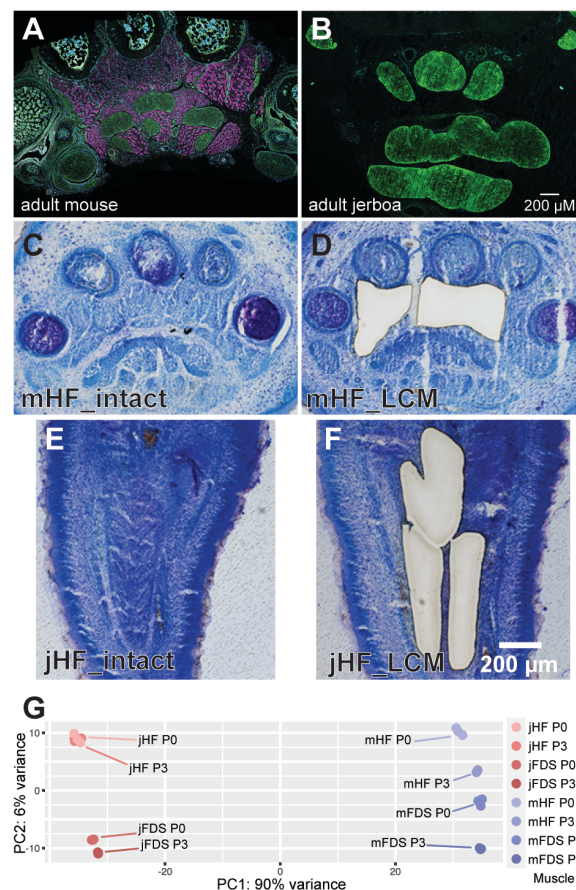 A
B
adult mouse
adult jerboa
200 µM
C
D
mHF_intact
mHF_LCM
E
F
jHF_intact
jHF_LCM
200 µm
G
PC2: 6% variance
10
0
-10
jHF P0
jHF P3
jFDS P0
jFDS P3
mHF P0
mHF P3
mFDS P0
mFDS P3
-20
0
20
PC1: 90% variance
jHF P0
jHF P3
jFDS P0
jFDS P3
mHF P0
mHF P3
mFDS P
mFDS P
Muscle